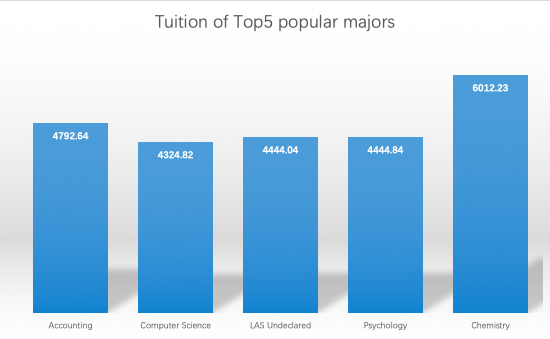 Tuition of Top5 popular majors
4792.64
4324.82
4444.04
4444.84
6012.23
Accounting
Computer Science
LAS Undeclared
Psychology
Chemistry